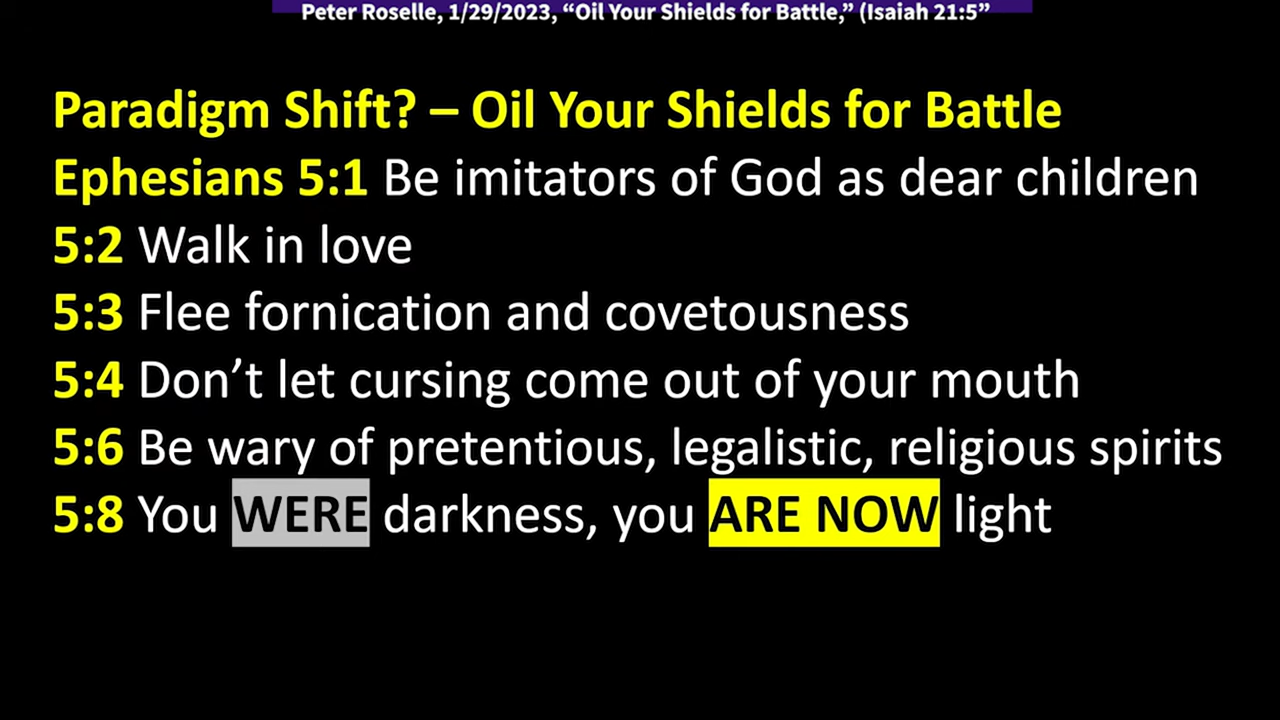 Peter Roselle, 1/29/2023, “Oil Your Shields for Battle,” (Isaiah 21:5”
Paradigm Shift? – Oil Your Shields for Battle
Ephesians 5:1 Be imitators of God as dear children
5:2 Walk in love
5:3 Flee fornication and covetousness
5:4 Don’t let cursing come out of your mouth
5:6 Be wary of pretentious, legalistic, religious spirits
5:8 You WERE darkness, you ARE NOW light